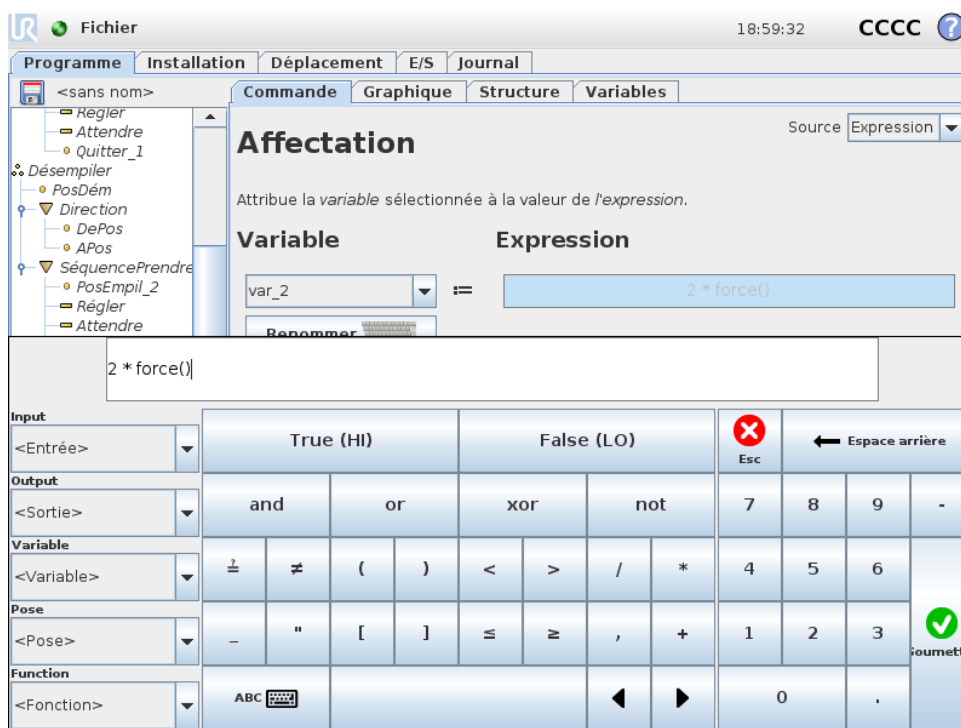 UR Fichier 18:59:32 CCCC ?
Programme Installation Déplacement E/S Journal
<sans nom> Commande Graphique Structure Variables
Régler
Attendre
Quitter_1
Désempiler
PosDém
Direction
DePos
APos
SéquencePrendre
PosEmpil_2
Régler
Attendre
Affectation
Source Expression
Attribue la variable sélectionnée à la valeur de l'expression.
Variable Expression
var_2 := 2 * force()
Renommer
2 * force()
Input
<Entrée>
Output
<Sortie>
Variable
<Variable>
Pose
<Pose>
Function
<Fonction>
True (HI) False (LO) Esc Espace arrière
and or xor not 7 8 9 -
≟ ≠ ( ) < > / * 4 5 6
_ " [ ] ≤ ≥ , + 1 2 3
Soumett
ABC 0 .